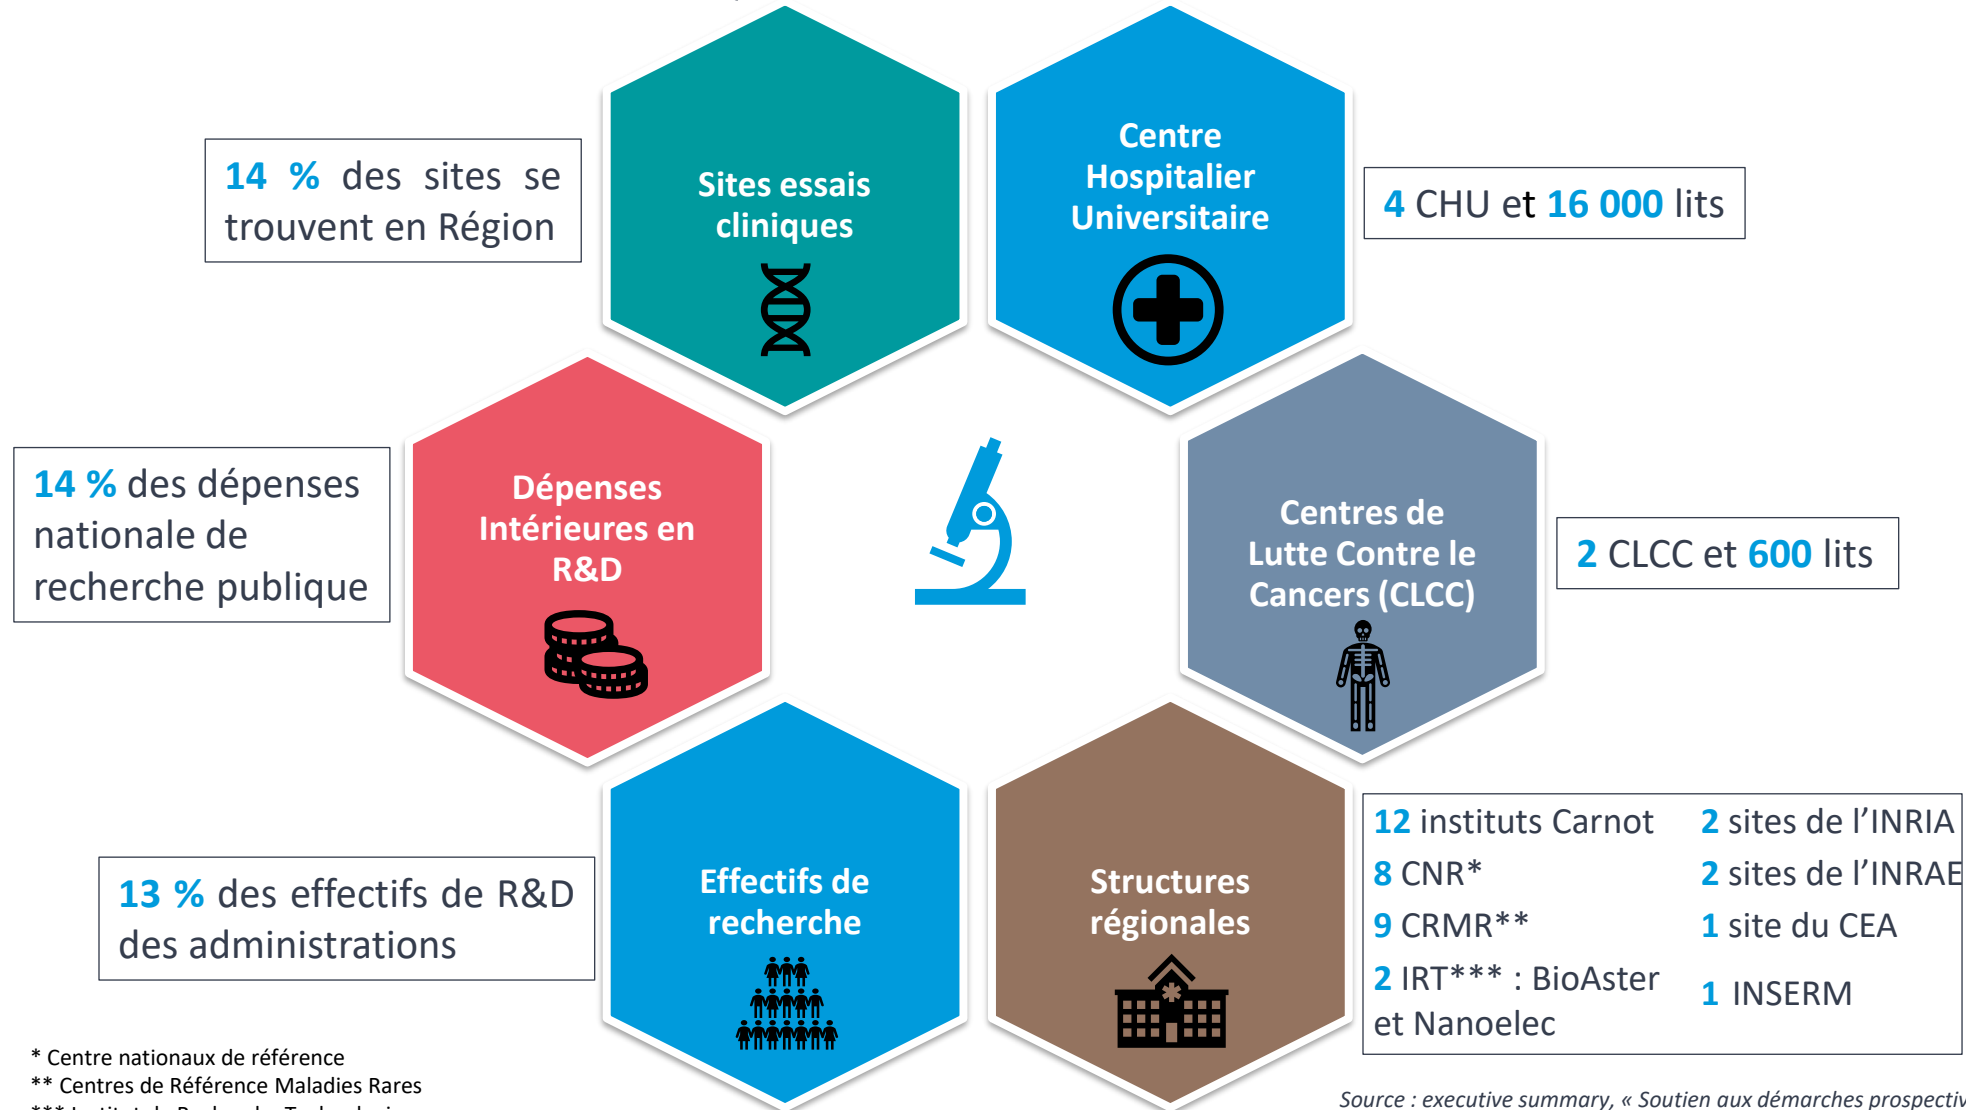 14 % des sites se
trouvent en Région
Sites essais
cliniques
Centre
Hospitalier
Universitaire
4 CHU et 16 000 lits
14 % des dépenses
nationale de
recherche publique
Dépenses
Intérieures en
R&D
Centres de
Lutte Contre le
Cancers (CLCC)
2 CLCC et 600 lits
13 % des effectifs de R&D
des administrations
Effectifs de
recherche
Structures
régionales
12 instituts Carnot
8 CNR*
9 CRMR**
2 IRT*** : BioAster
et Nanoelec
2 sites de l’INRIA
2 sites de l’INRAE
1 site du CEA
1 INSERM
* Centre nationaux de référence
** Centres de Référence Maladies Rares
Source : executive summary, « Soutien aux démarches